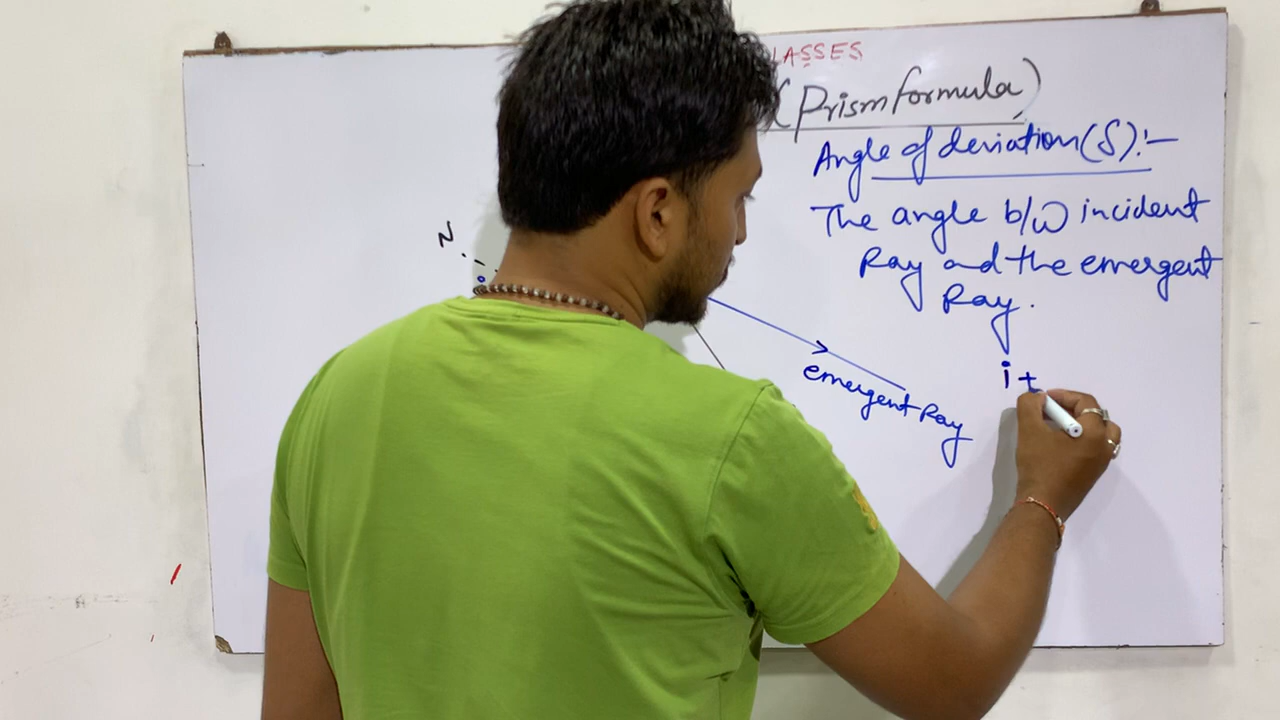 LASSES
(Prism formula)
Angle of deviation (δ):-
The angle b/w incident
Ray and the emergent
Ray.
N
emergent Ray
i +